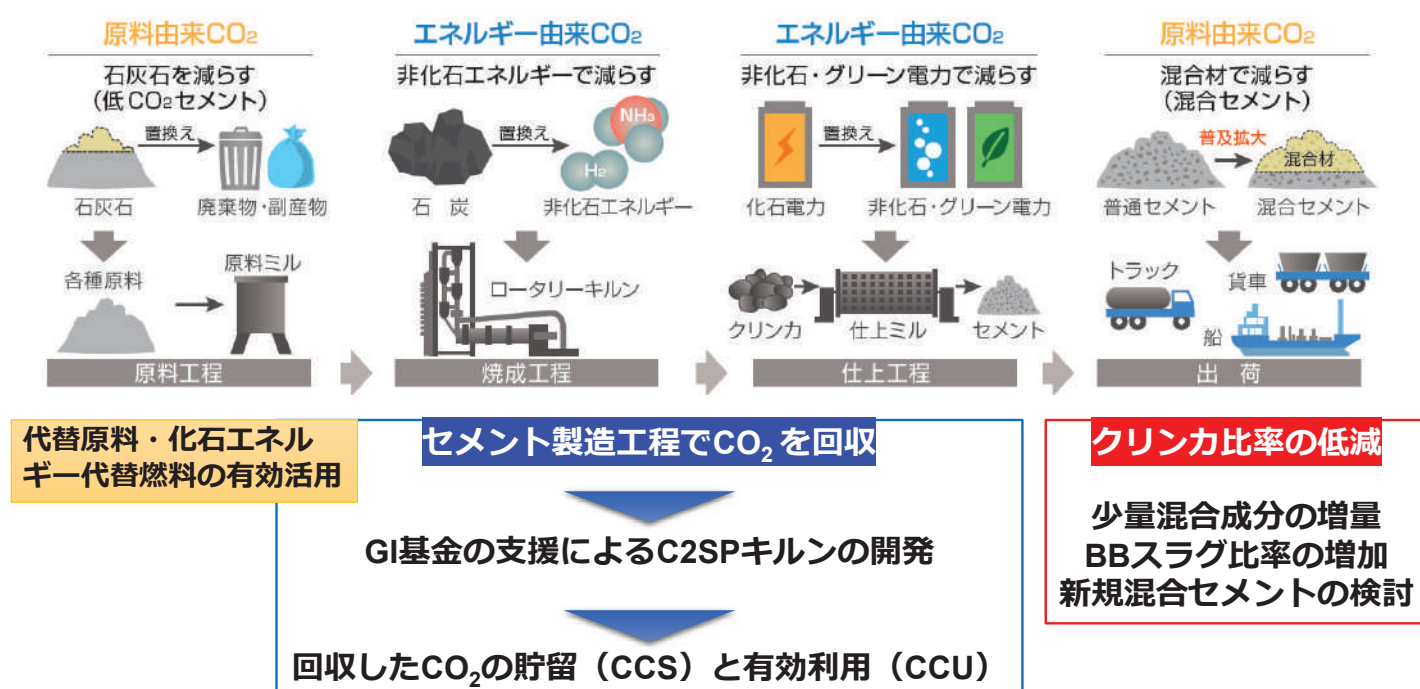 原料由来CO2
石灰石を減らす
（低CO2セメント）
置換え
石灰石
廃棄物・副産物
各種原料
原料ミル
原料工程
エネルギー由来CO2
非化石エネルギーで減らす
置換え
NH3
H2
石 炭
非化石エネルギー
ロータリーキルン
焼成工程
エネルギー由来CO2
非化石・グリーン電力で減らす
置換え
化石電力
非化石・グリーン電力
クリンカ
仕上ミル
セメント
仕上工程
原料由来CO2
混合材で減らす
（混合セメント）
普及拡大
混合材
普通セメント
混合セメント
トラック
貨車
船
出 荷
代替原料・化石エネル
ギー代替燃料の有効活用
セメント製造工程でCO2 を回収
GI基金の支援によるC2SPキルンの開発
回収したCO2の貯留（CCS）と有効利用（CCU）
クリンカ比率の低減
少量混合成分の増量
BBスラグ比率の増加
新規混合セメントの検討